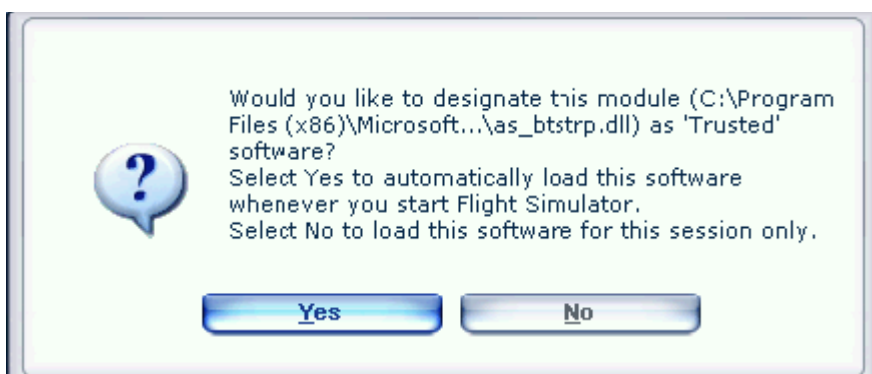 ?
Would you like to designate this module (C:\Program
Files (x86)\Microsoft...\as_btstrp.dll) as 'Trusted'
software?
Select Yes to automatically load this software
whenever you start Flight Simulator.
Select No to load this software for this session only.
Yes
No